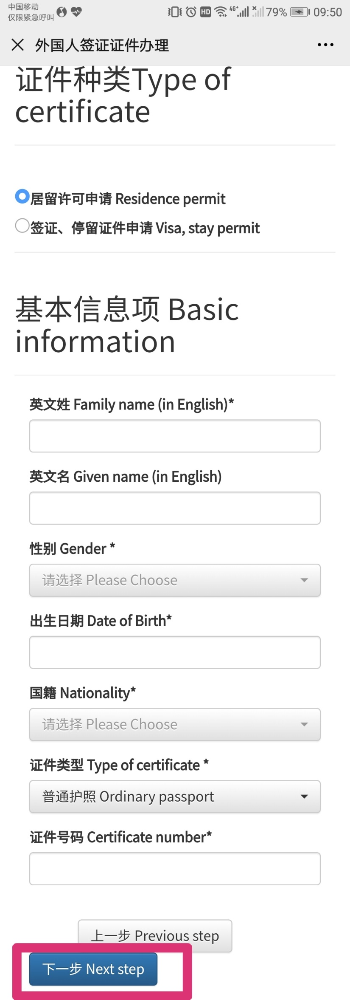 中国移动
仅限紧急呼叫
HD 4G+ 79% 09:50
外国人签证证件办理
证件种类Type of
certificate
居留许可申请 Residence permit
签证、停留证件申请 Visa, stay permit
基本信息项 Basic
information
英文姓 Family name (in English)*
英文名 Given name (in English)
性别 Gender *
请选择 Please Choose
出生日期 Date of Birth*
国籍 Nationality*
请选择 Please Choose
证件类型 Type of certificate *
普通护照 Ordinary passport
证件号码 Certificate number*
上一步 Previous step
下一步 Next step